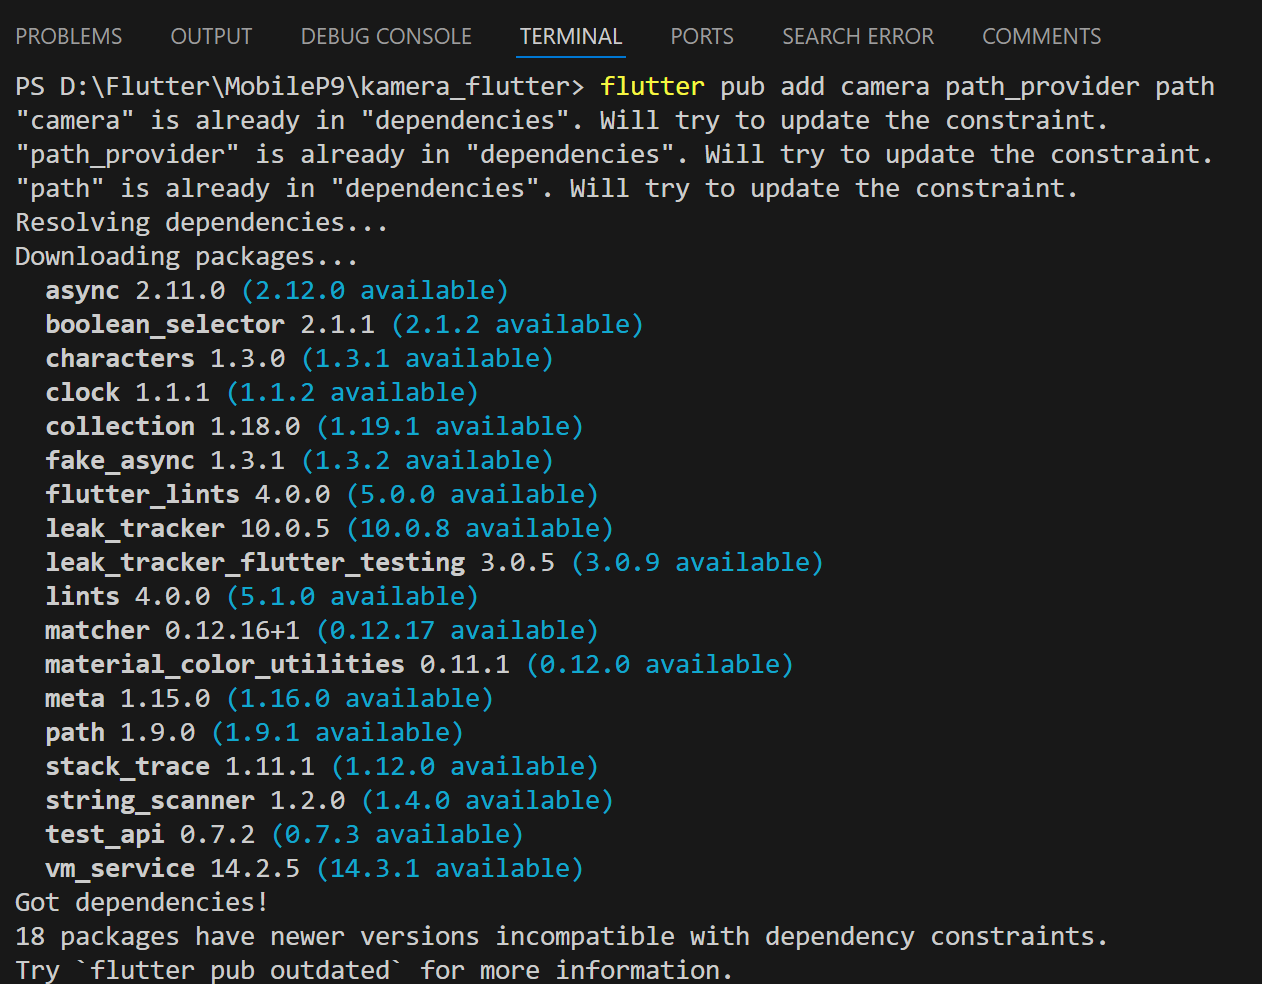 PROBLEMS OUTPUT DEBUG CONSOLE TERMINAL PORTS SEARCH ERROR COMMENTS
PS D:\Flutter\MobileP9\kamera_flutter> flutter pub add camera path_provider path
"camera" is already in "dependencies". Will try to update the constraint.
"path_provider" is already in "dependencies". Will try to update the constraint.
"path" is already in "dependencies". Will try to update the constraint.
Resolving dependencies...
Downloading packages...
async 2.11.0 (2.12.0 available)
boolean_selector 2.1.1 (2.1.2 available)
characters 1.3.0 (1.3.1 available)
clock 1.1.1 (1.1.2 available)
collection 1.18.0 (1.19.1 available)
fake_async 1.3.1 (1.3.2 available)
flutter_lints 4.0.0 (5.0.0 available)
leak_tracker 10.0.5 (10.0.8 available)
leak_tracker_flutter_testing 3.0.5 (3.0.9 available)
lints 4.0.0 (5.1.0 available)
matcher 0.12.16+1 (0.12.17 available)
material_color_utilities 0.11.1 (0.12.0 available)
meta 1.15.0 (1.16.0 available)
path 1.9.0 (1.9.1 available)
stack_trace 1.11.1 (1.12.0 available)
string_scanner 1.2.0 (1.4.0 available)
test_api 0.7.2 (0.7.3 available)
vm_service 14.2.5 (14.3.1 available)
Got dependencies!
18 packages have newer versions incompatible with dependency constraints.
Try `flutter pub outdated` for more information.